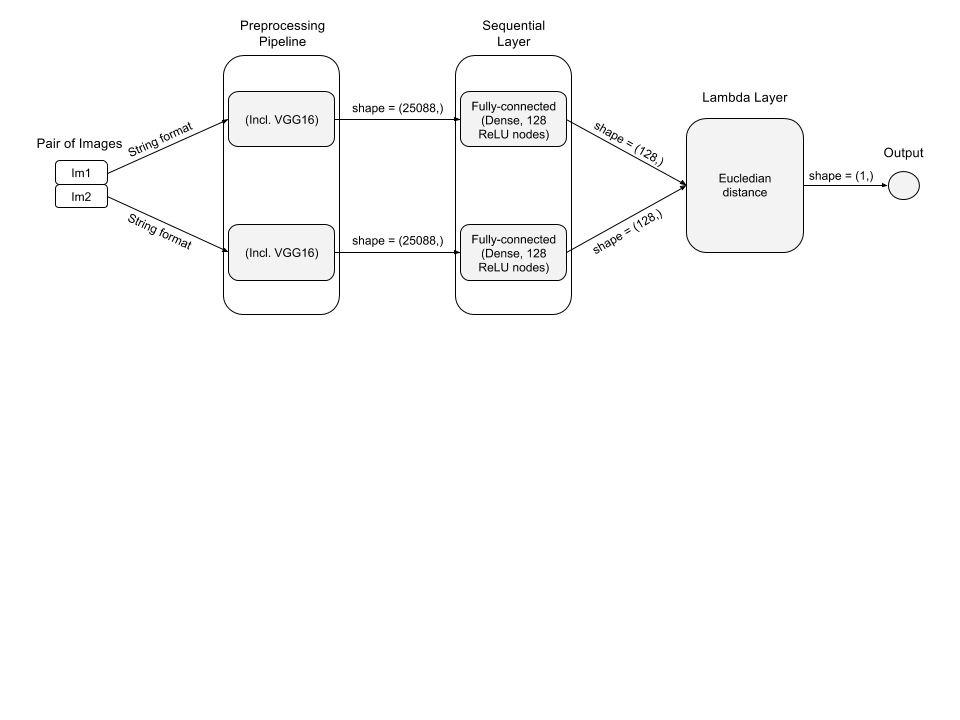 Preprocessing
Pipeline
Sequential
Layer
Lambda Layer
Pair of Images
Im1
Im2
String format
String format
(Incl. VGG16)
(Incl. VGG16)
shape = (25088,)
shape = (25088,)
Fully-connected
(Dense, 128
ReLU nodes)
Fully-connected
(Dense, 128
ReLU nodes)
shape = (128,)
shape = (128,)
Eucledian
distance
shape = (1,)
Output